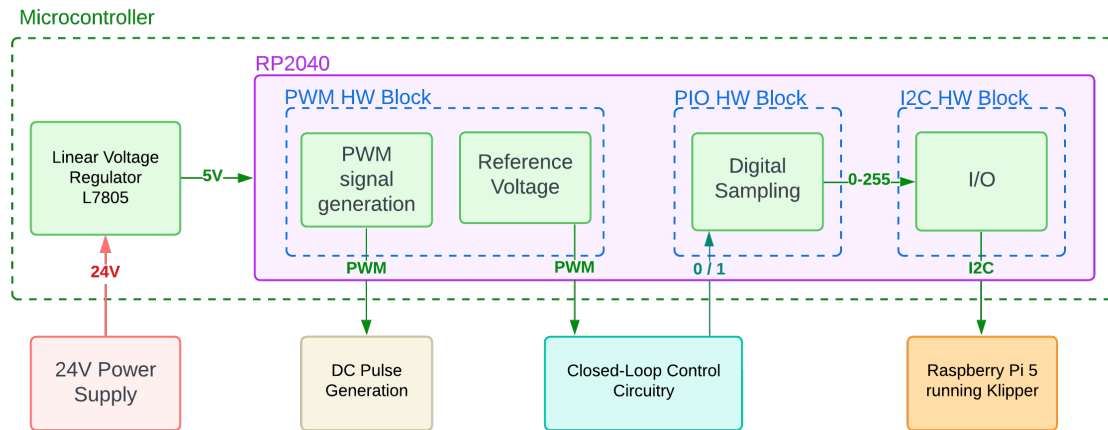 Microcontroller
RP2040
PWM HW Block
PIO HW Block
I2C HW Block
Linear Voltage
Regulator
L7805
5V
PWM
signal
generation
Reference
Voltage
Digital
Sampling
0-255
I/O
24V
PWM
PWM
0 / 1
I2C
24V Power
Supply
DC Pulse
Generation
Closed-Loop Control
Circuitry
Raspberry Pi 5
running Klipper